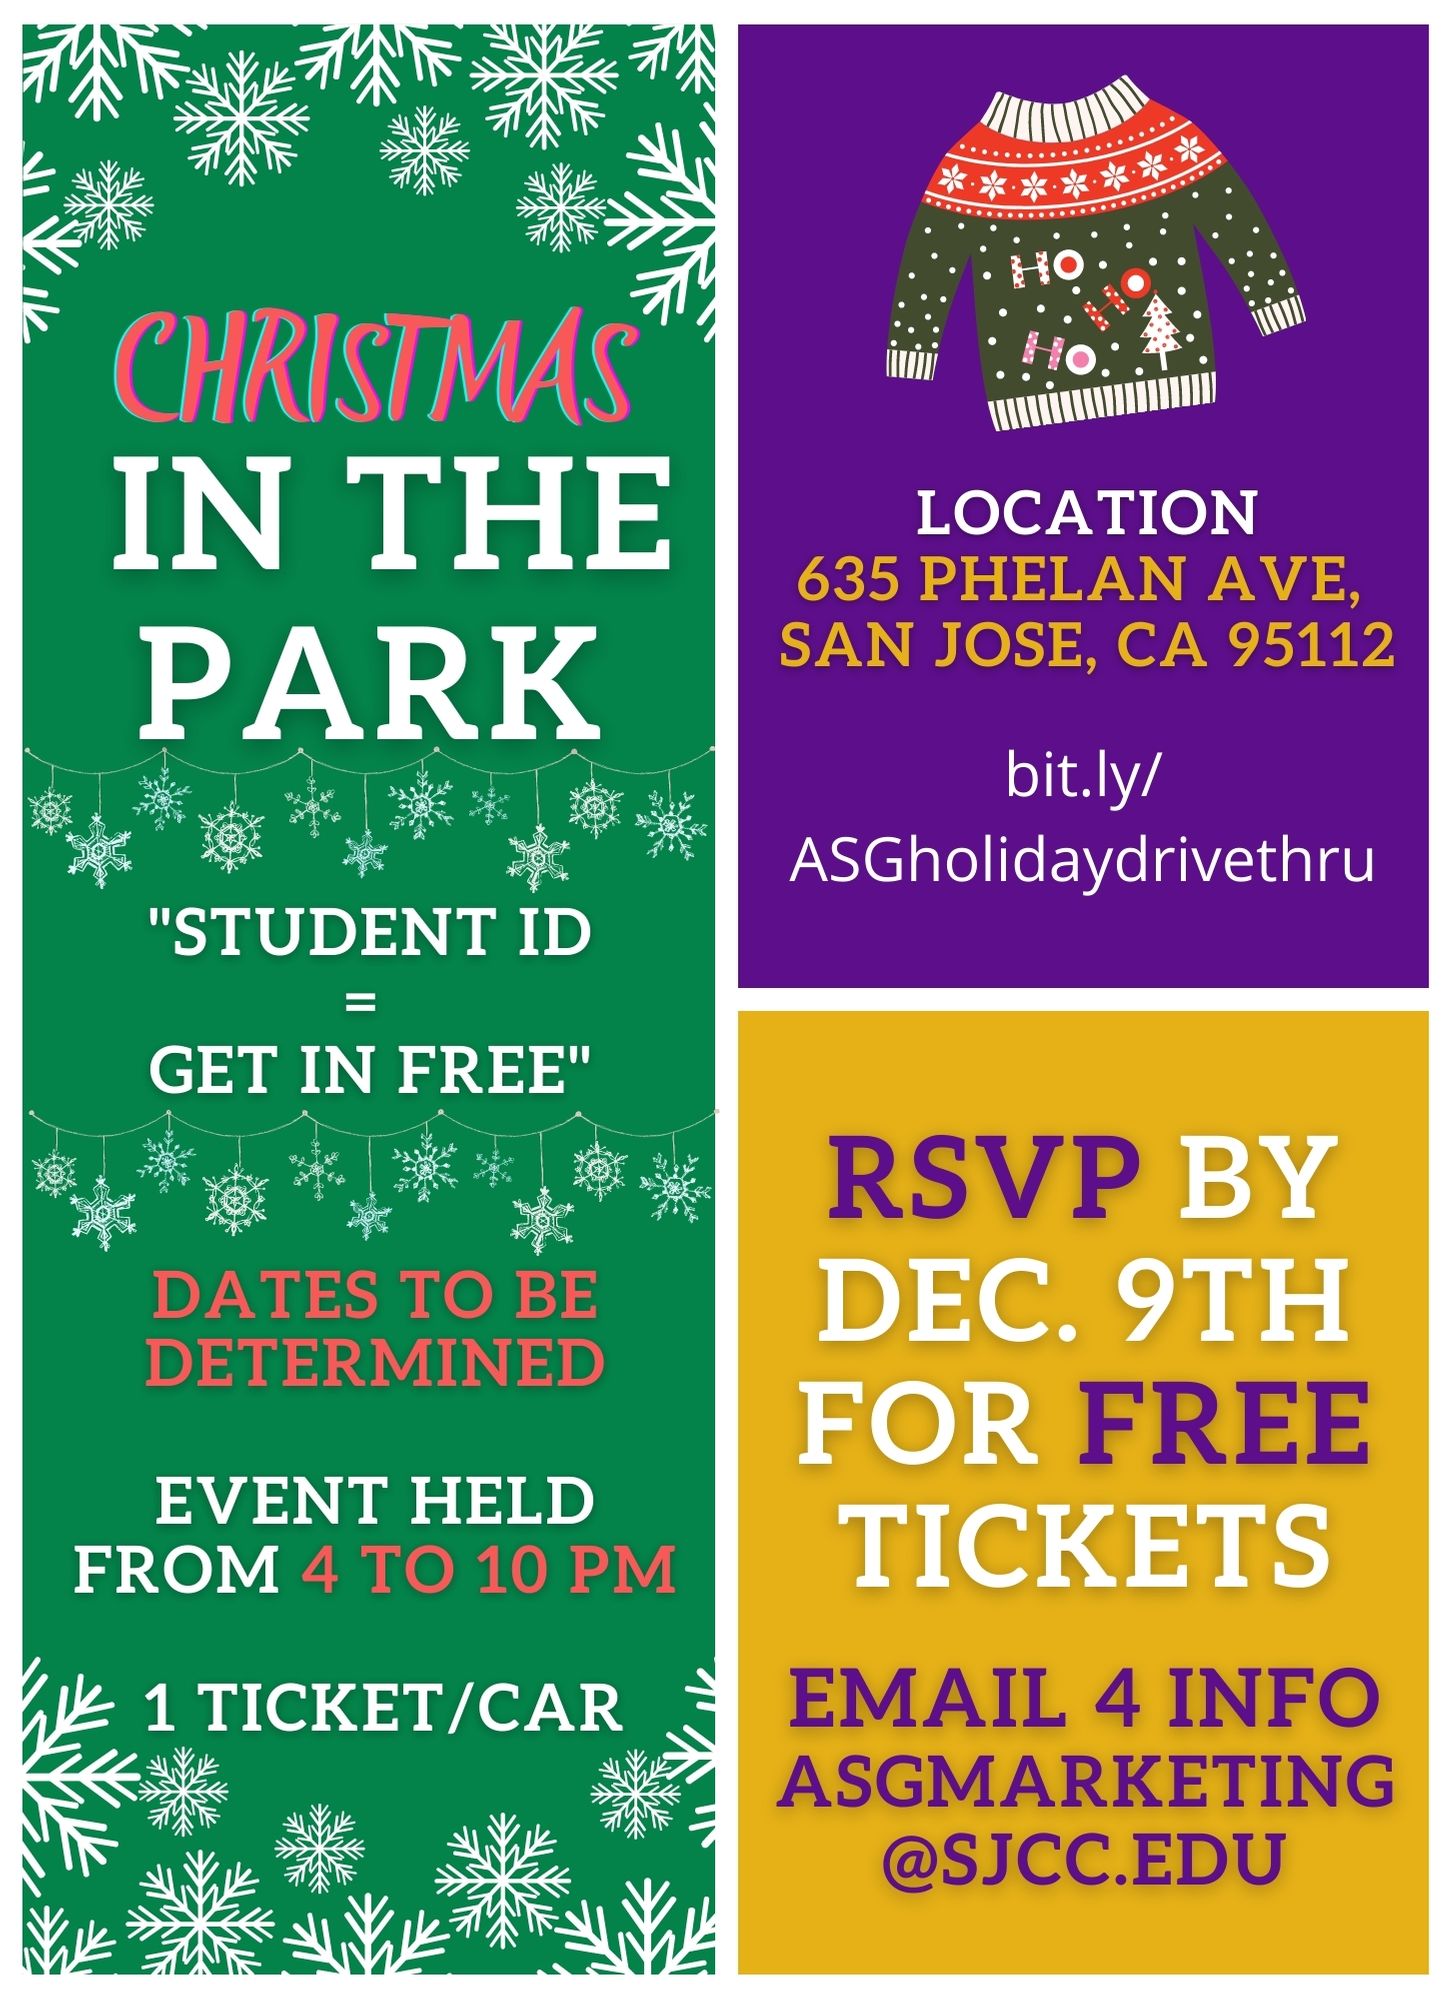 CHRISTMAS
IN THE
PARK
"STUDENT ID
=
GET IN FREE"
DATES TO BE
DETERMINED
EVENT HELD
FROM 4 TO 10 PM
1 TICKET/CAR
HO
HO
HO
LOCATION
635 PHELAN AVE,
SAN JOSE, CA 95112
bit.ly/
ASGholidaydrivethru
RSVP BY
DEC. 9TH
FOR FREE
TICKETS
EMAIL 4 INFO
ASGMARKETING
@SJCC.EDU